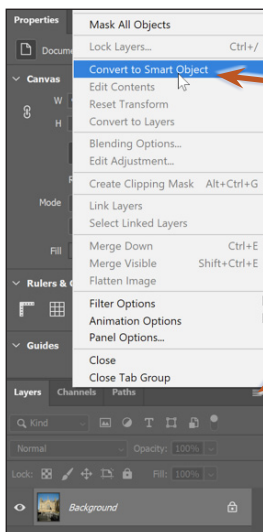 Properties
Mask All Objects
Lock Layers... Ctrl+/
Convert to Smart Object
Edit Contents
Reset Transform
Convert to Layers
Blending Options...
Edit Adjustment...
Create Clipping Mask Alt+Ctrl+G
Link Layers
Select Linked Layers
Merge Down Ctrl+E
Merge Visible Shift+Ctrl+E
Flatten Image
Filter Options
Animation Options
Panel Options...
Close
Close Tab Group
Canvas
W
H
Mode
Fill
Guides
Layers Channels Paths
Kind
Normal Opacity: 100%
Lock: Fill: 100%
Background